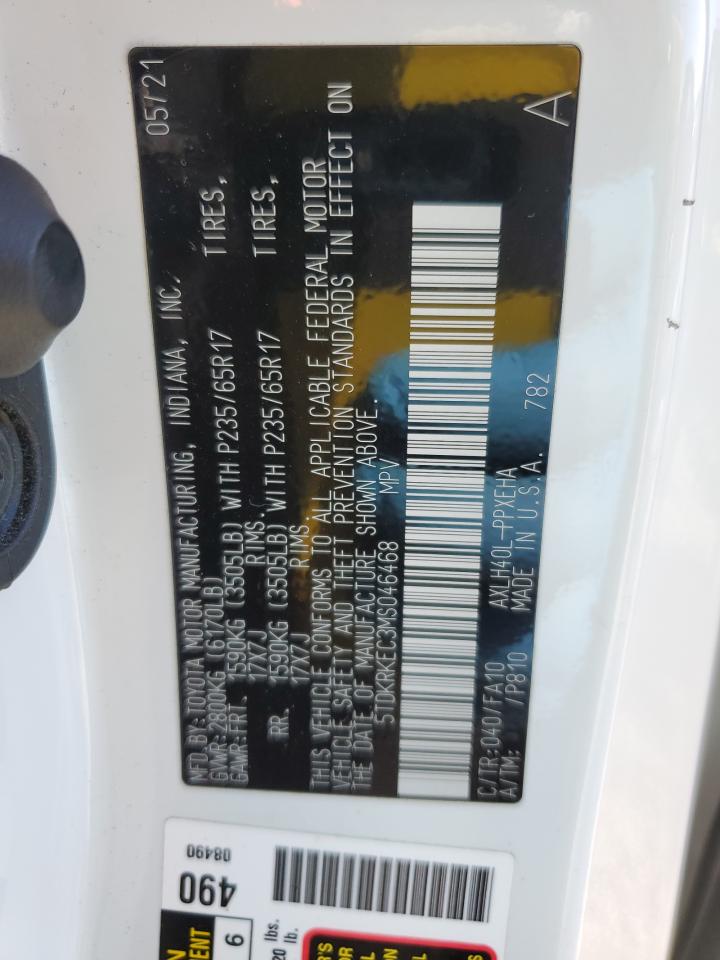 MFD.BY:TOYOTA MOTOR MANUFACTURING, INDIANA, INC. 05/21
GVWR:2800KG (6170LB)
GAWR:FRT. 1590KG (3505LB) WITH P235/65R17 TIRES,
17X7J RIMS.
RR. 1590KG (3505LB) WITH P235/65R17 TIRES,
17X7J RIMS.
THIS VEHICLE CONFORMS TO ALL APPLICABLE FEDERAL MOTOR
VEHICLE SAFETY AND THEFT PREVENTION STANDARDS IN EFFECT ON
THE DATE OF MANUFACTURE SHOWN ABOVE.
5TDKRKEC3MS046468 MPV
C/TR:040/FA10 AXLH40L-PPXEHA A
A/TM: /P810 MADE IN U.S.A. 782
08490
490
6
lbs.
20 lb.